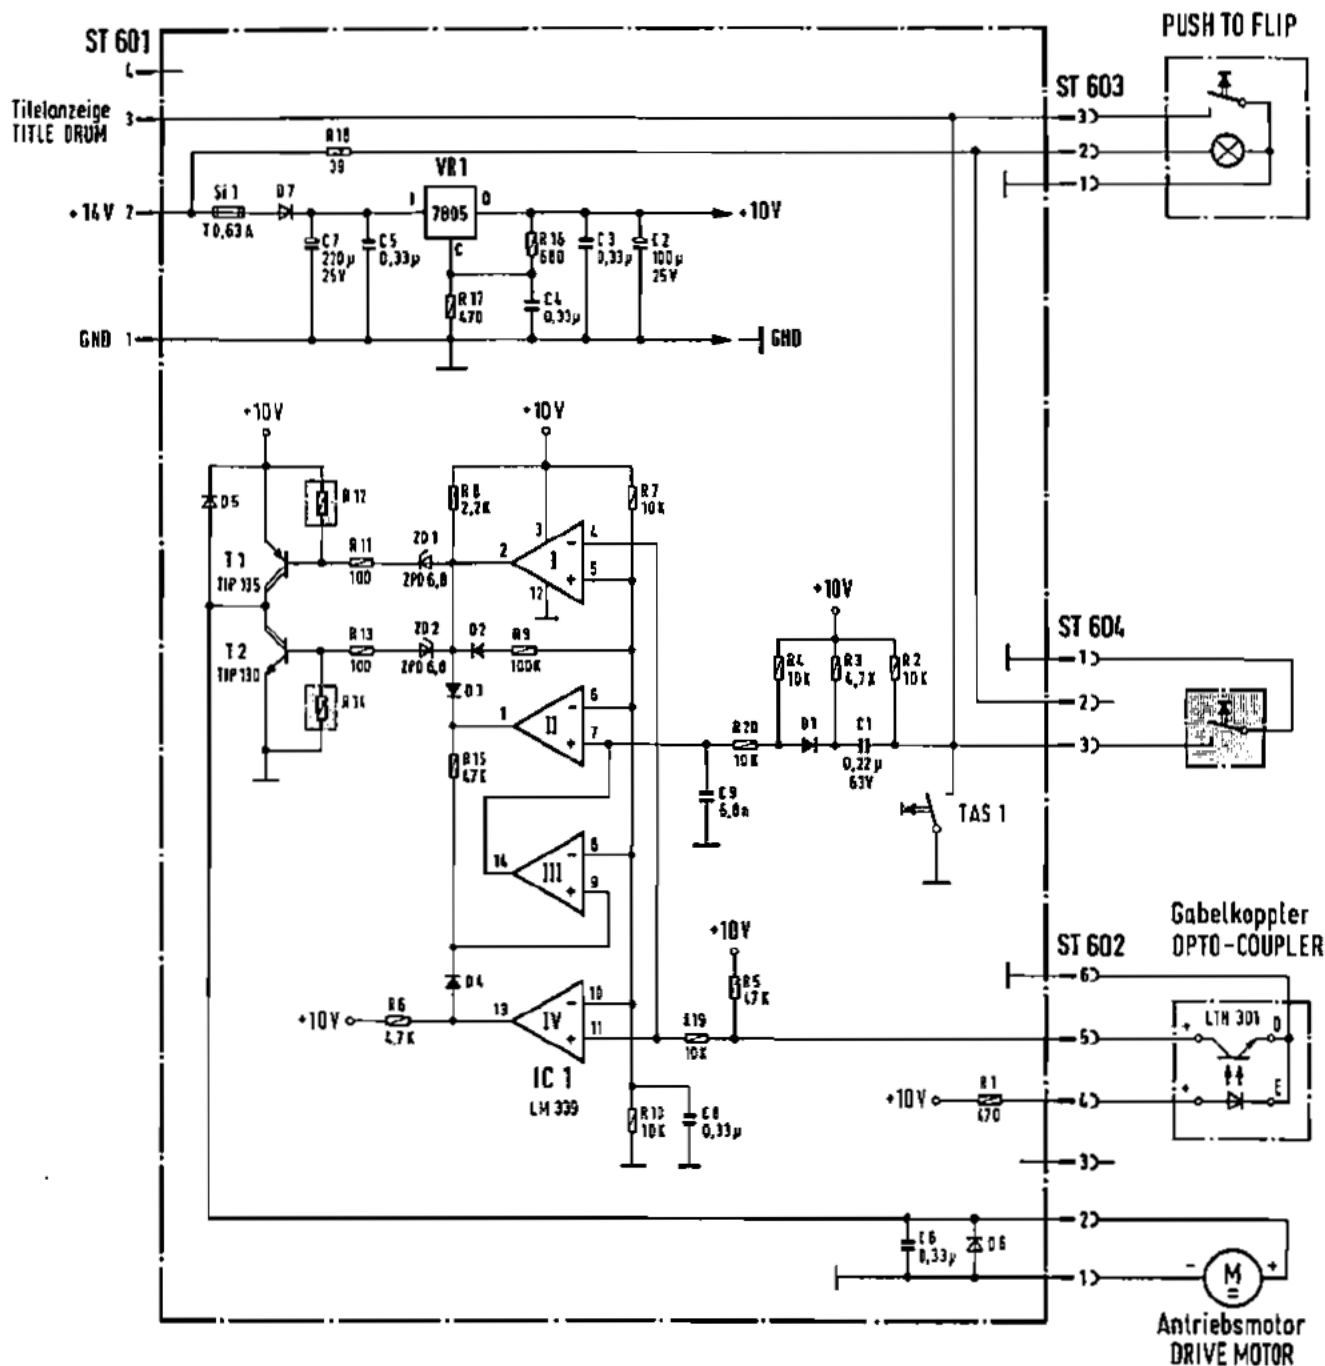 PUSH TO FLIP
ST 601
4
Titelanzeige
TITLE DRUM
3
ST 603
3
2
1
R18
39
VR1
+14V
2
Si 1
T0,63A
D7
I
7805
O
C
+10V
C7
220µ
25V
C5
0,33µ
R16
680
C3
0,33µ
C2
100µ
25V
R17
470
C4
0,33µ
GND
1
GND
+10V
+10V
D5
R12
R8
2,2K
R7
10K
T1
TIP 135
R11
100
ZD1
ZPD 6,8
2
3
I
-
+
4
5
12
T2
TIP 130
R13
100
ZD2
ZPD 6,8
D2
R9
100K
R14
D3
1
II
-
+
6
7
R15
47K
+10V
R4
10K
R3
4,7K
R2
10K
R20
10K
D1
C1
0,22µ
63V
C9
6,8n
TAS 1
ST 604
1
2
3
14
III
-
+
8
9
+10V
R6
4,7K
D4
13
IV
-
+
10
11
IC 1
LM 339
R19
10K
+10V
R5
47K
R10
10K
C8
0,33µ
Gabelkoppler
OPTO-COUPLER
ST 602
6
5
4
3
2
1
LTH 301
+
D
+
E
+10V
R1
470
C6
0,33µ
D6
-
M
+
Antriebsmotor
DRIVE MOTOR